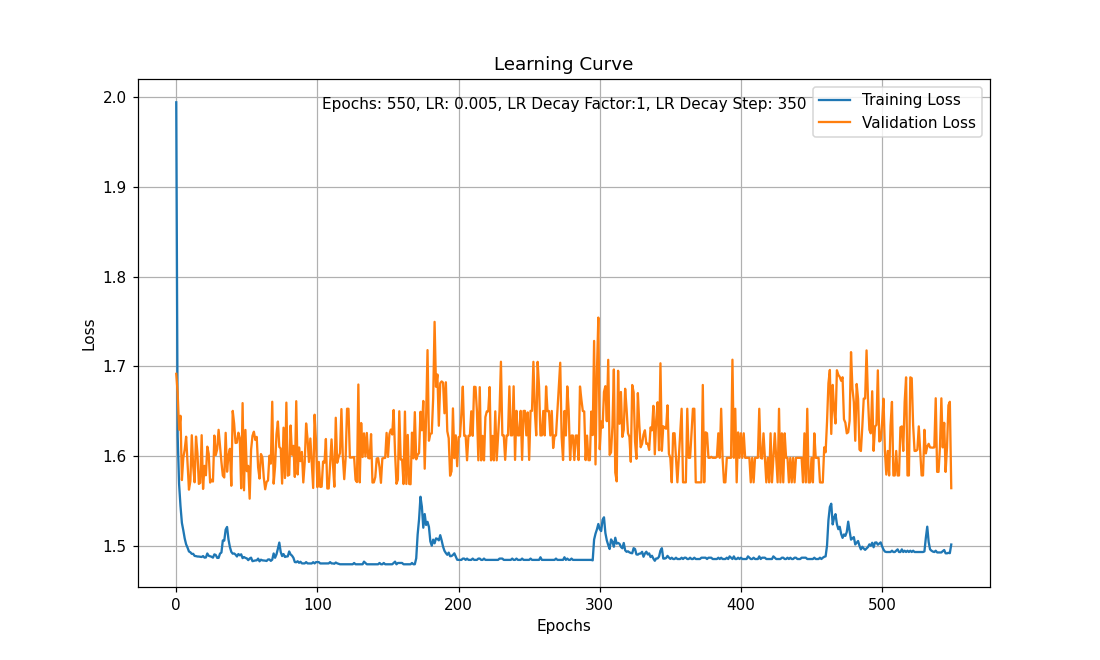 Learning Curve
Epochs: 550, LR: 0.005, LR Decay Factor:1, LR Decay Step: 350
Training Loss
Validation Loss
2.0
1.9
1.8
1.7
1.6
1.5
Loss
0 100 200 300 400 500
Epochs